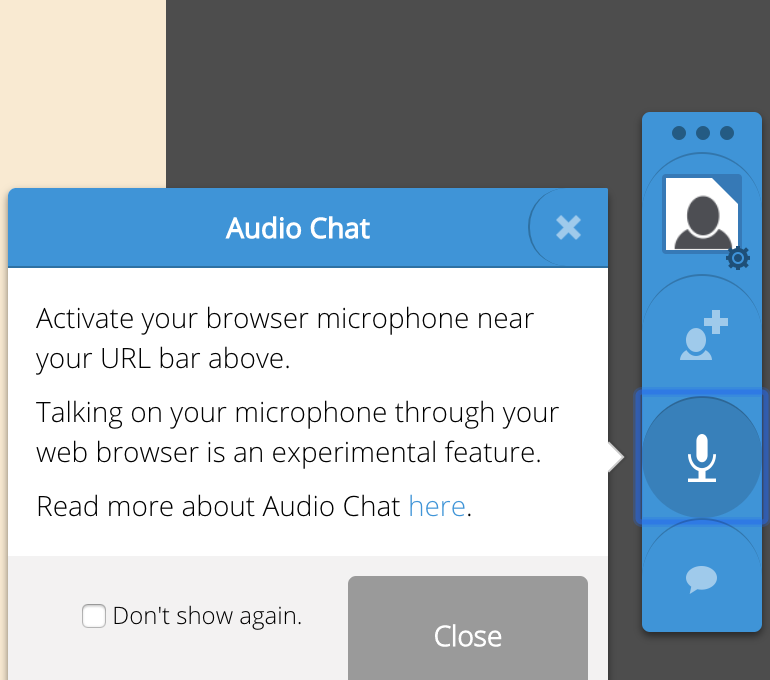 Audio Chat
Activate your browser microphone near
your URL bar above.
Talking on your microphone through your
web browser is an experimental feature.
Read more about Audio Chat here.
Don't show again.
Close